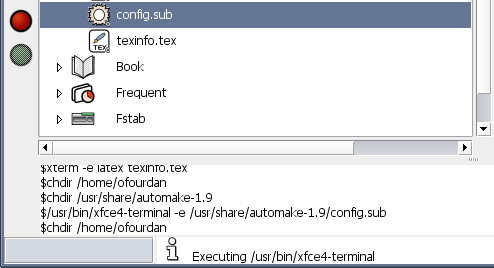 config.sub
texinfo.tex
Book
Frequent
Fstab
$xterm -e latex texinfo.tex
$chdir /home/ofourdan
$chdir /usr/share/automake-1.9
$/usr/bin/xfce4-terminal -e /usr/share/automake-1.9/config.sub
$chdir /home/ofourdan
Executing /usr/bin/xfce4-terminal